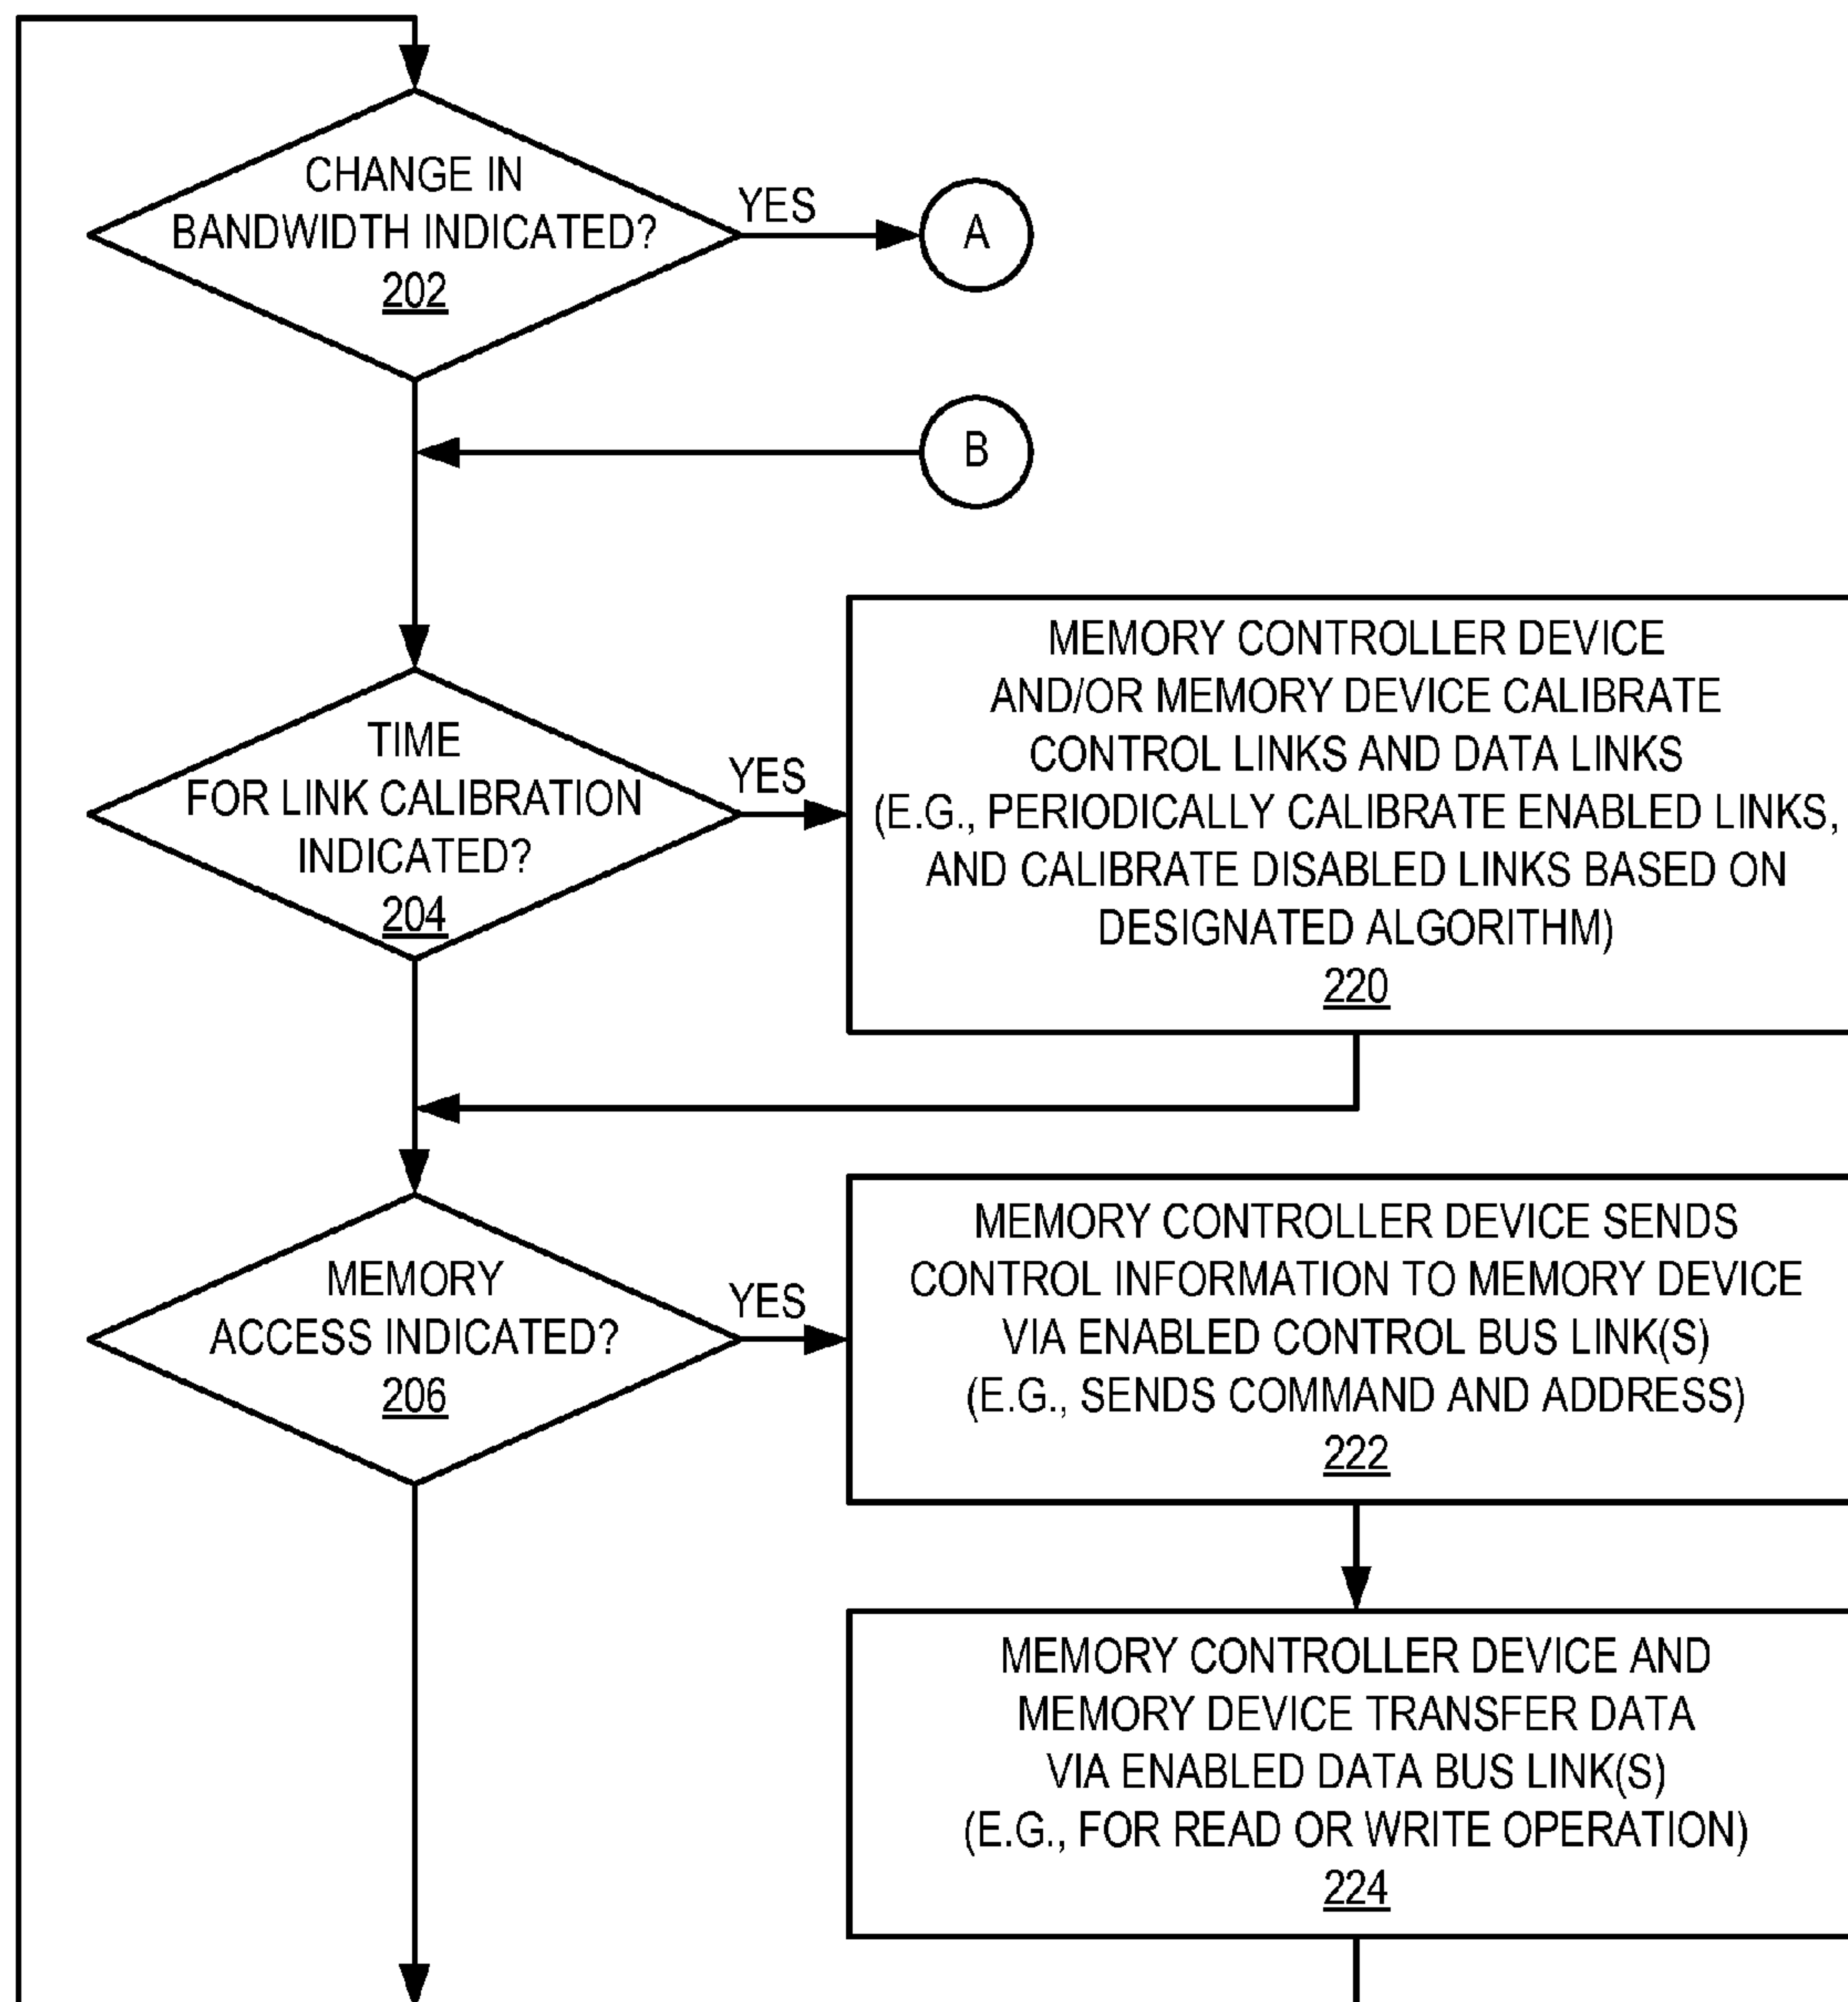 CHANGE IN
BANDWIDTH INDICATED?
202
YES
A
B
TIME
FOR LINK CALIBRATION
INDICATED?
204
YES
MEMORY CONTROLLER DEVICE
AND/OR MEMORY DEVICE CALIBRATE
CONTROL LINKS AND DATA LINKS
(E.G., PERIODICALLY CALIBRATE ENABLED LINKS,
AND CALIBRATE DISABLED LINKS BASED ON
DESIGNATED ALGORITHM)
220
MEMORY
ACCESS INDICATED?
206
YES
MEMORY CONTROLLER DEVICE SENDS
CONTROL INFORMATION TO MEMORY DEVICE
VIA ENABLED CONTROL BUS LINK(S)
(E.G., SENDS COMMAND AND ADDRESS)
222
MEMORY CONTROLLER DEVICE AND
MEMORY DEVICE TRANSFER DATA
VIA ENABLED DATA BUS LINK(S)
(E.G., FOR READ OR WRITE OPERATION)
224